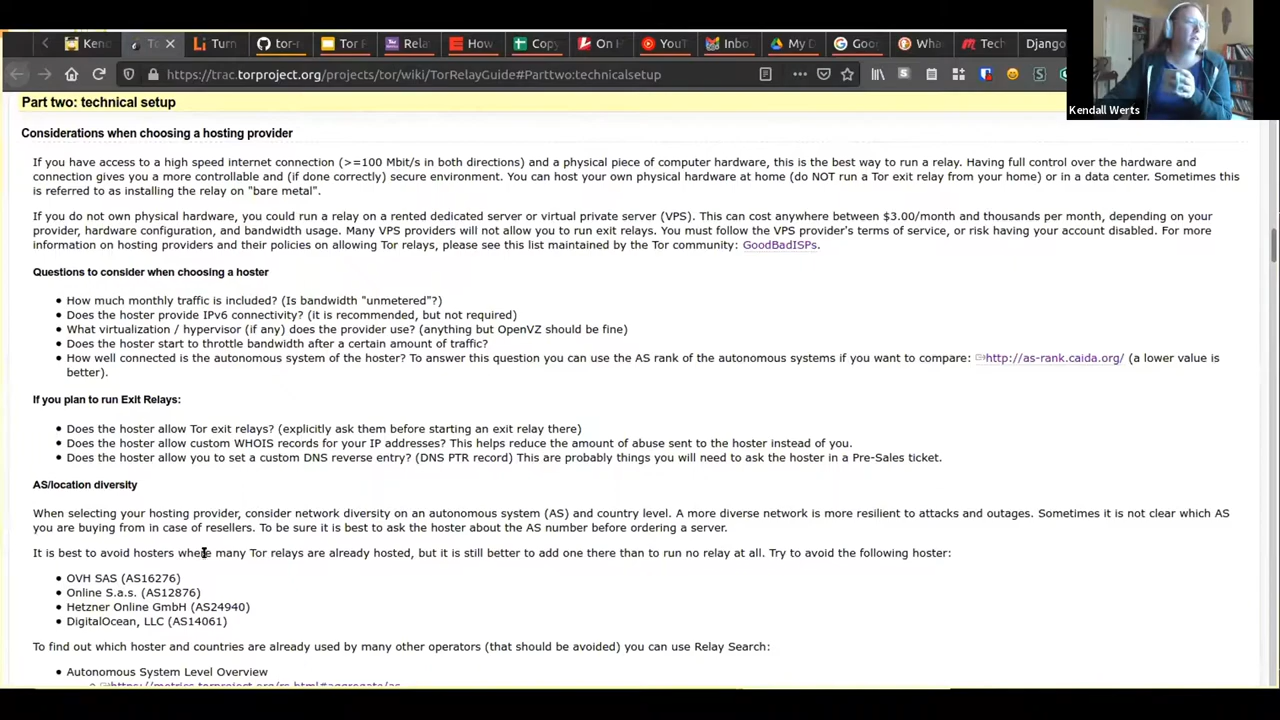 Kend
To
Turn
tor-r
Tor F
Rela
How
Copy
On H
YouT
Inbo
My D
Goo
Wha
Tech
Django
https://trac.torproject.org/projects/tor/wiki/TorRelayGuide#Parttwo:technicalsetup
Kendall Werts
Part two: technical setup
Considerations when choosing a hosting provider
If you have access to a high speed internet connection (>=100 Mbit/s in both directions) and a physical piece of computer hardware, this is the best way to run a relay. Having full control over the hardware and
connection gives you a more controllable and (if done correctly) secure environment. You can host your own physical hardware at home (do NOT run a Tor exit relay from your home) or in a data center. Sometimes this
is referred to as installing the relay on "bare metal".
If you do not own physical hardware, you could run a relay on a rented dedicated server or virtual private server (VPS). This can cost anywhere between $3.00/month and thousands per month, depending on your
provider, hardware configuration, and bandwidth usage. Many VPS providers will not allow you to run exit relays. You must follow the VPS provider's terms of service, or risk having your account disabled. For more
information on hosting providers and their policies on allowing Tor relays, please see this list maintained by the Tor community: GoodBadISPs.
Questions to consider when choosing a hoster
How much monthly traffic is included? (Is bandwidth "unmetered"?)
Does the hoster provide IPv6 connectivity? (it is recommended, but not required)
What virtualization / hypervisor (if any) does the provider use? (anything but OpenVZ should be fine)
Does the hoster start to throttle bandwidth after a certain amount of traffic?
How well connected is the autonomous system of the hoster? To answer this question you can use the AS rank of the autonomous systems if you want to compare: http://as-rank.caida.org/ (a lower value is
better).
If you plan to run Exit Relays:
Does the hoster allow Tor exit relays? (explicitly ask them before starting an exit relay there)
Does the hoster allow custom WHOIS records for your IP addresses? This helps reduce the amount of abuse sent to the hoster instead of you.
Does the hoster allow you to set a custom DNS reverse entry? (DNS PTR record) This are probably things you will need to ask the hoster in a Pre-Sales ticket.
AS/location diversity
When selecting your hosting provider, consider network diversity on an autonomous system (AS) and country level. A more diverse network is more resilient to attacks and outages. Sometimes it is not clear which AS
you are buying from in case of resellers. To be sure it is best to ask the hoster about the AS number before ordering a server.
It is best to avoid hosters where many Tor relays are already hosted, but it is still better to add one there than to run no relay at all. Try to avoid the following hoster:
OVH SAS (AS16276)
Online S.a.s. (AS12876)
Hetzner Online GmbH (AS24940)
DigitalOcean, LLC (AS14061)
To find out which hoster and countries are already used by many other operators (that should be avoided) you can use Relay Search:
Autonomous System Level Overview
https://metrics.torproject.org/rs.html#aggregate/as